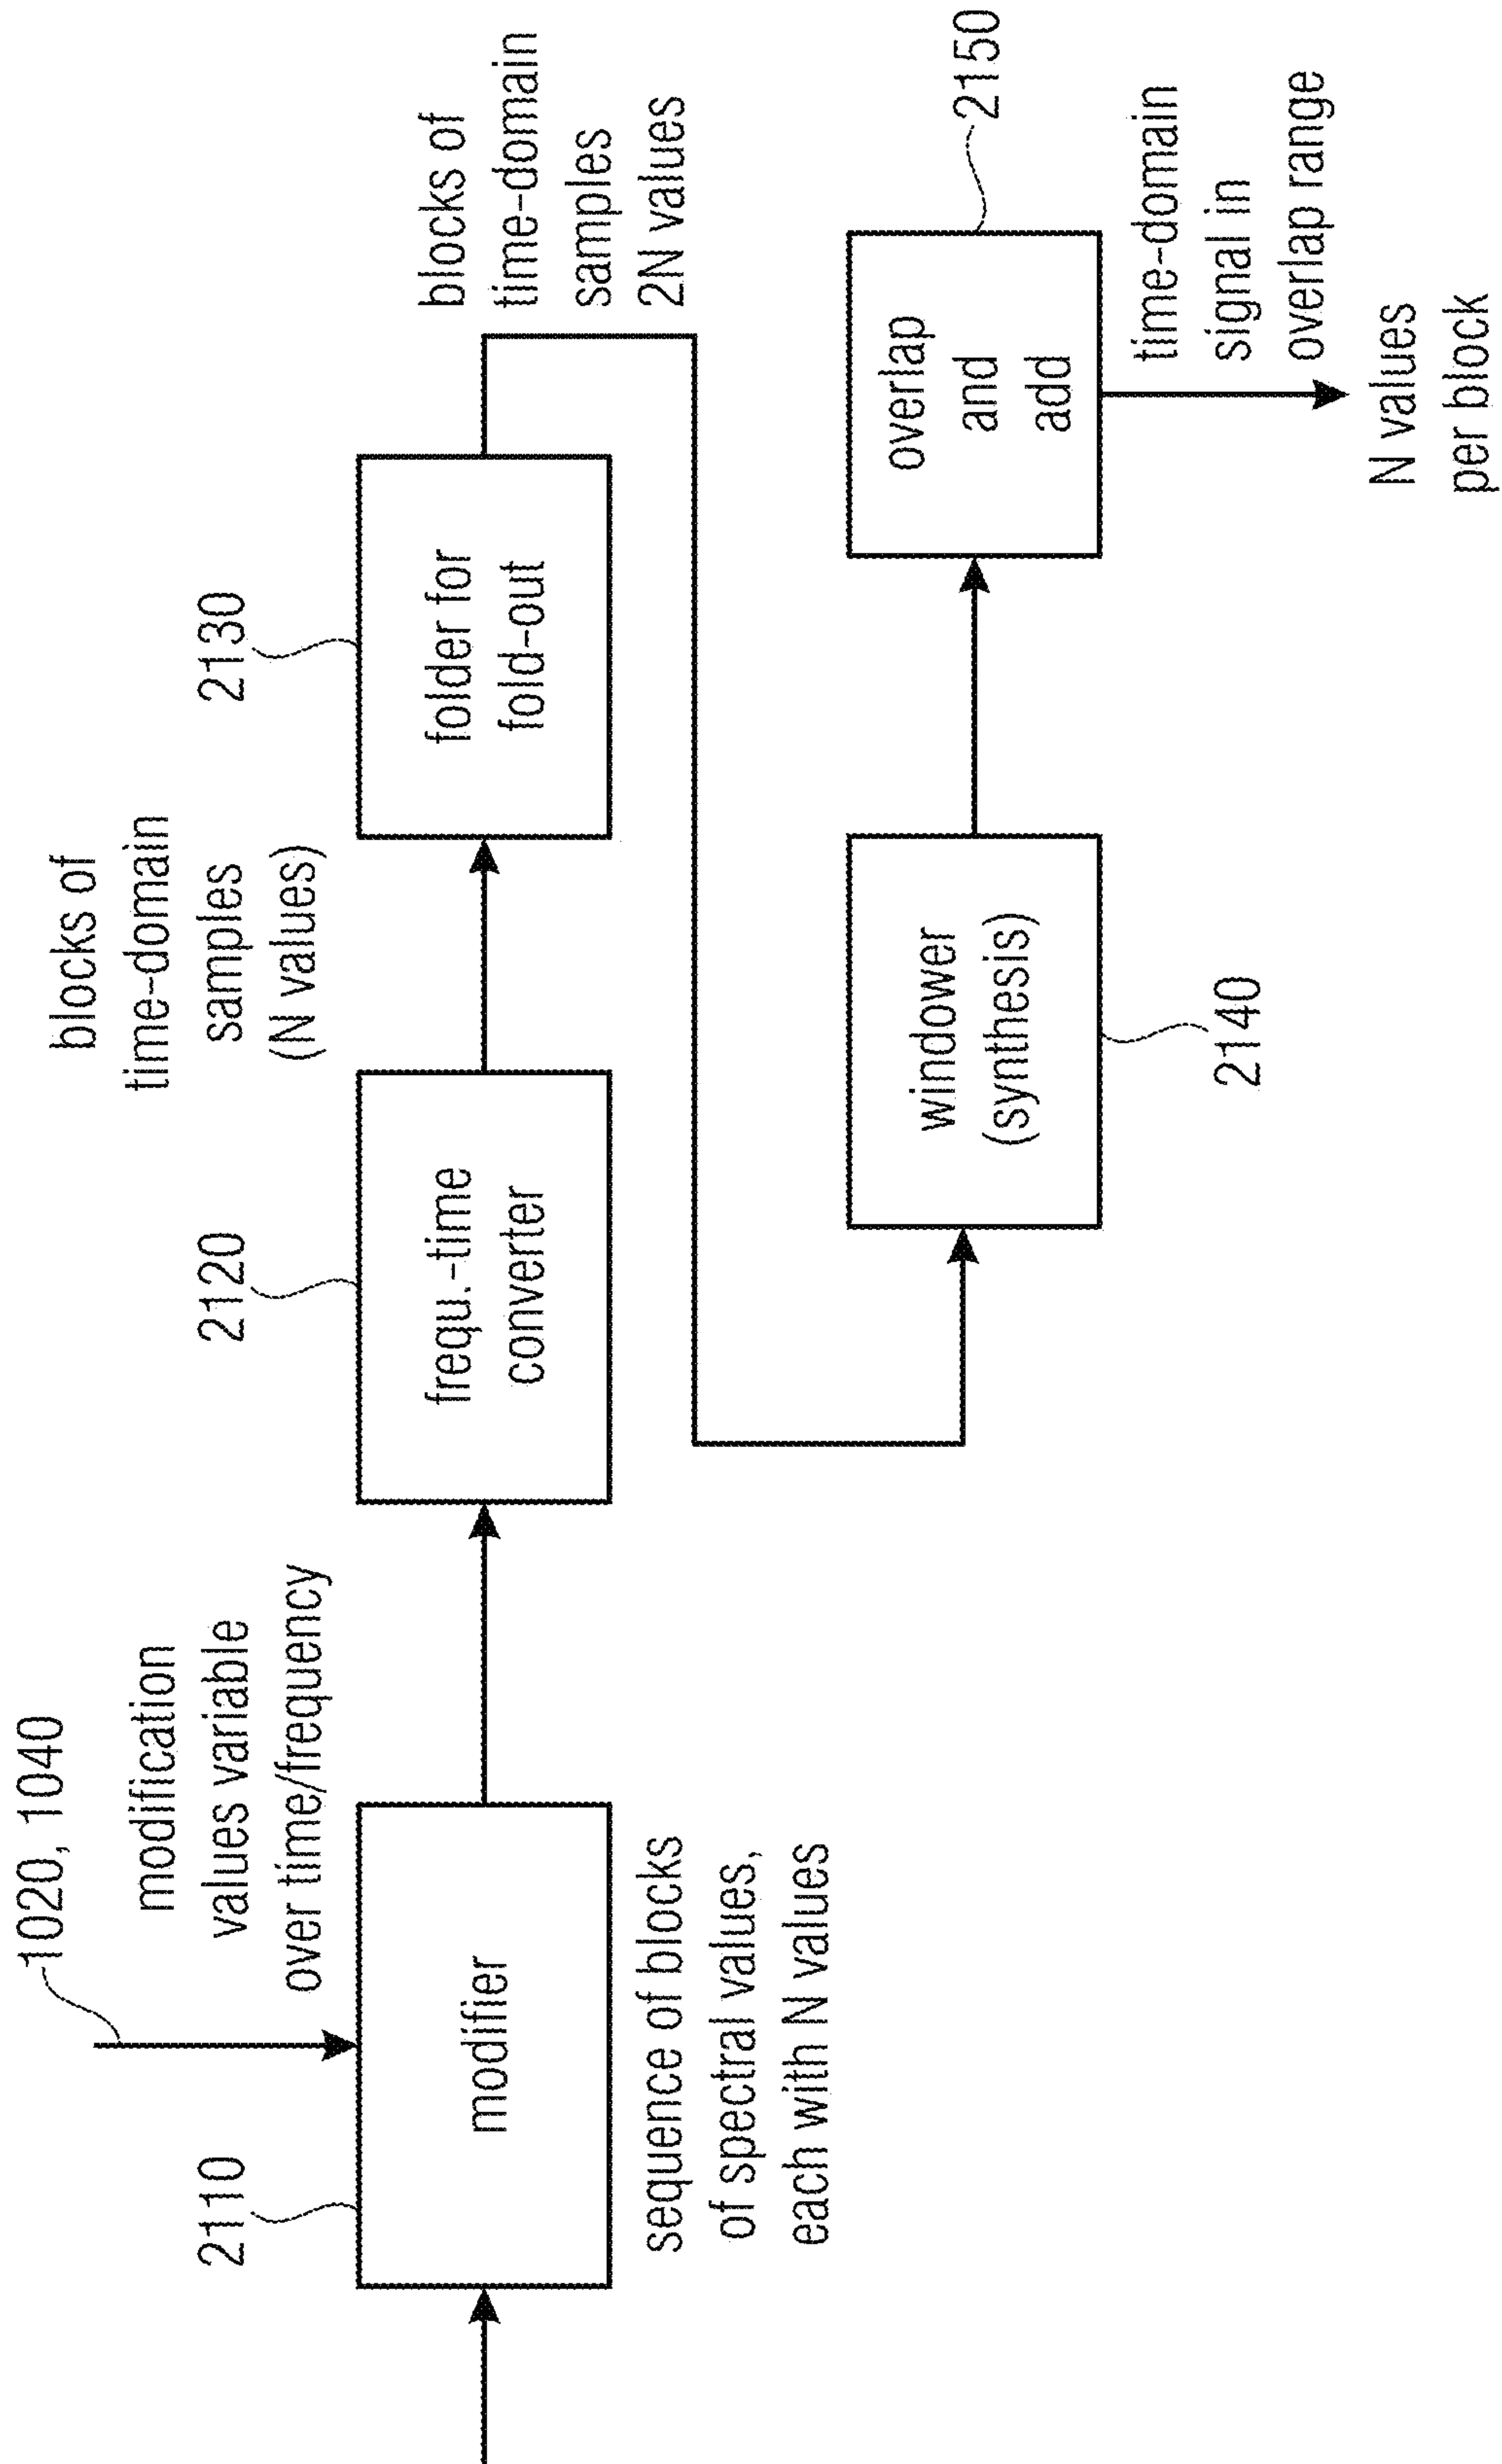 1020, 1040
modification
values variable
over time/frequency
2110
modifier
sequence of blocks
of spectral values,
each with N values
2120
frequ.-time
converter
blocks of
time-domain
samples
(N values)
2130
folder for
fold-out
blocks of
time-domain
samples
2N values
windower
(synthesis)
2140
overlap
and
add
2150
time-domain
signal in
overlap range
N values
per block